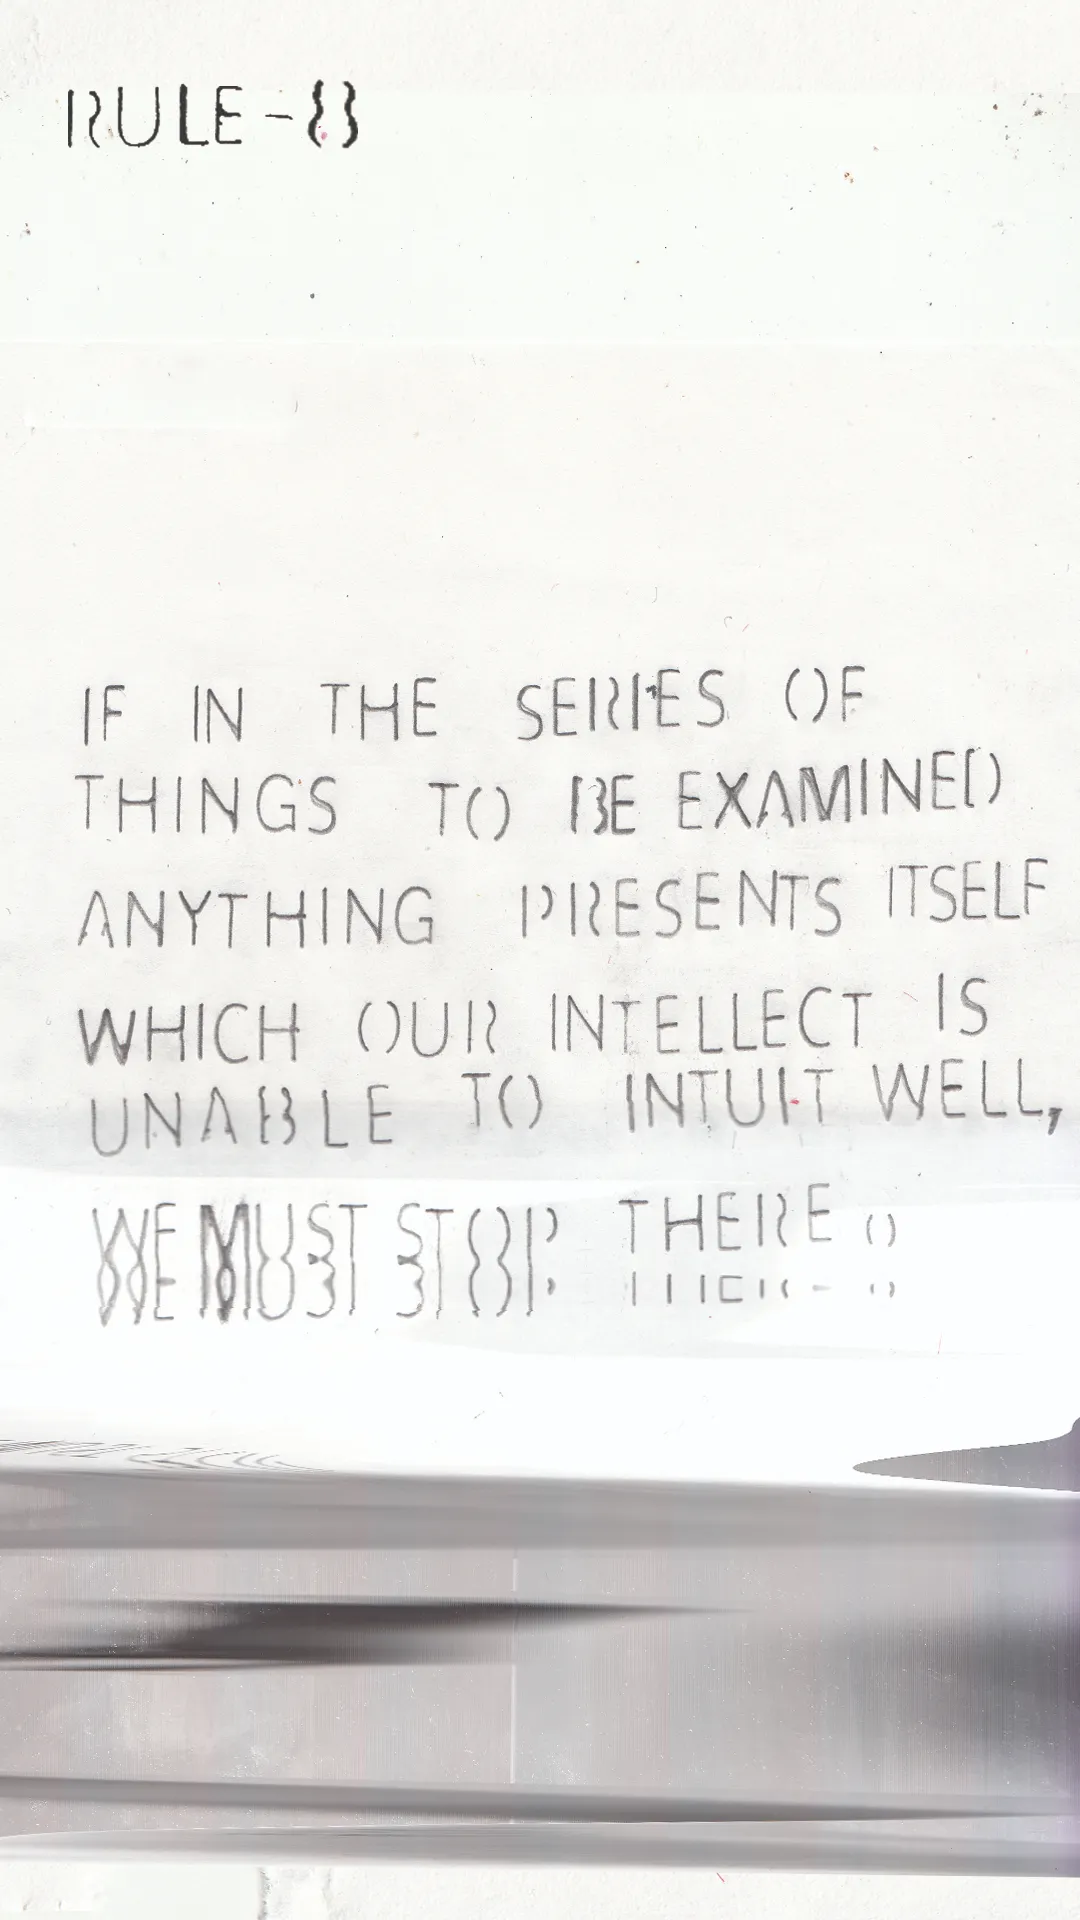 RULE-8
IF IN THE SERIES OF
THINGS TO BE EXAMINED
ANYTHING PRESENTS ITSELF
WHICH OUR INTELLECT IS
UNABLE TO INTUIT WELL,
WE MUST STOP THERE.